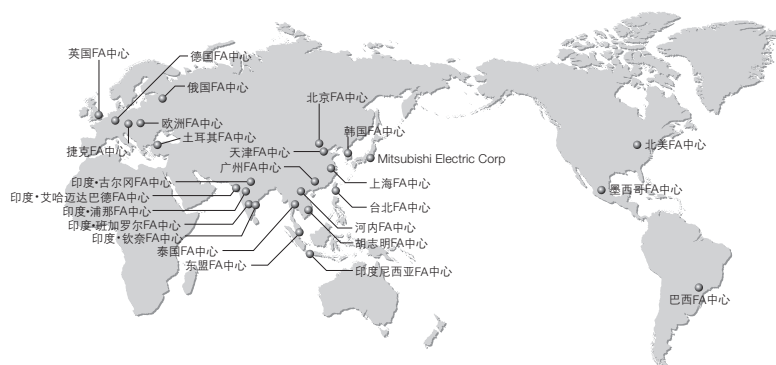 英国FA中心
德国FA中心
俄国FA中心
欧洲FA中心
土耳其FA中心
捷克FA中心
北京FA中心
韩国FA中心
天津FA中心
Mitsubishi Electric Corp
广州FA中心
上海FA中心
台北FA中心
印度•古尔冈FA中心
印度•艾哈迈达巴德FA中心
印度•浦那FA中心
印度•班加罗尔FA中心
印度•钦奈FA中心
泰国FA中心
东盟FA中心
河内FA中心
胡志明FA中心
印度尼西亚FA中心
北美FA中心
墨西哥FA中心
巴西FA中心